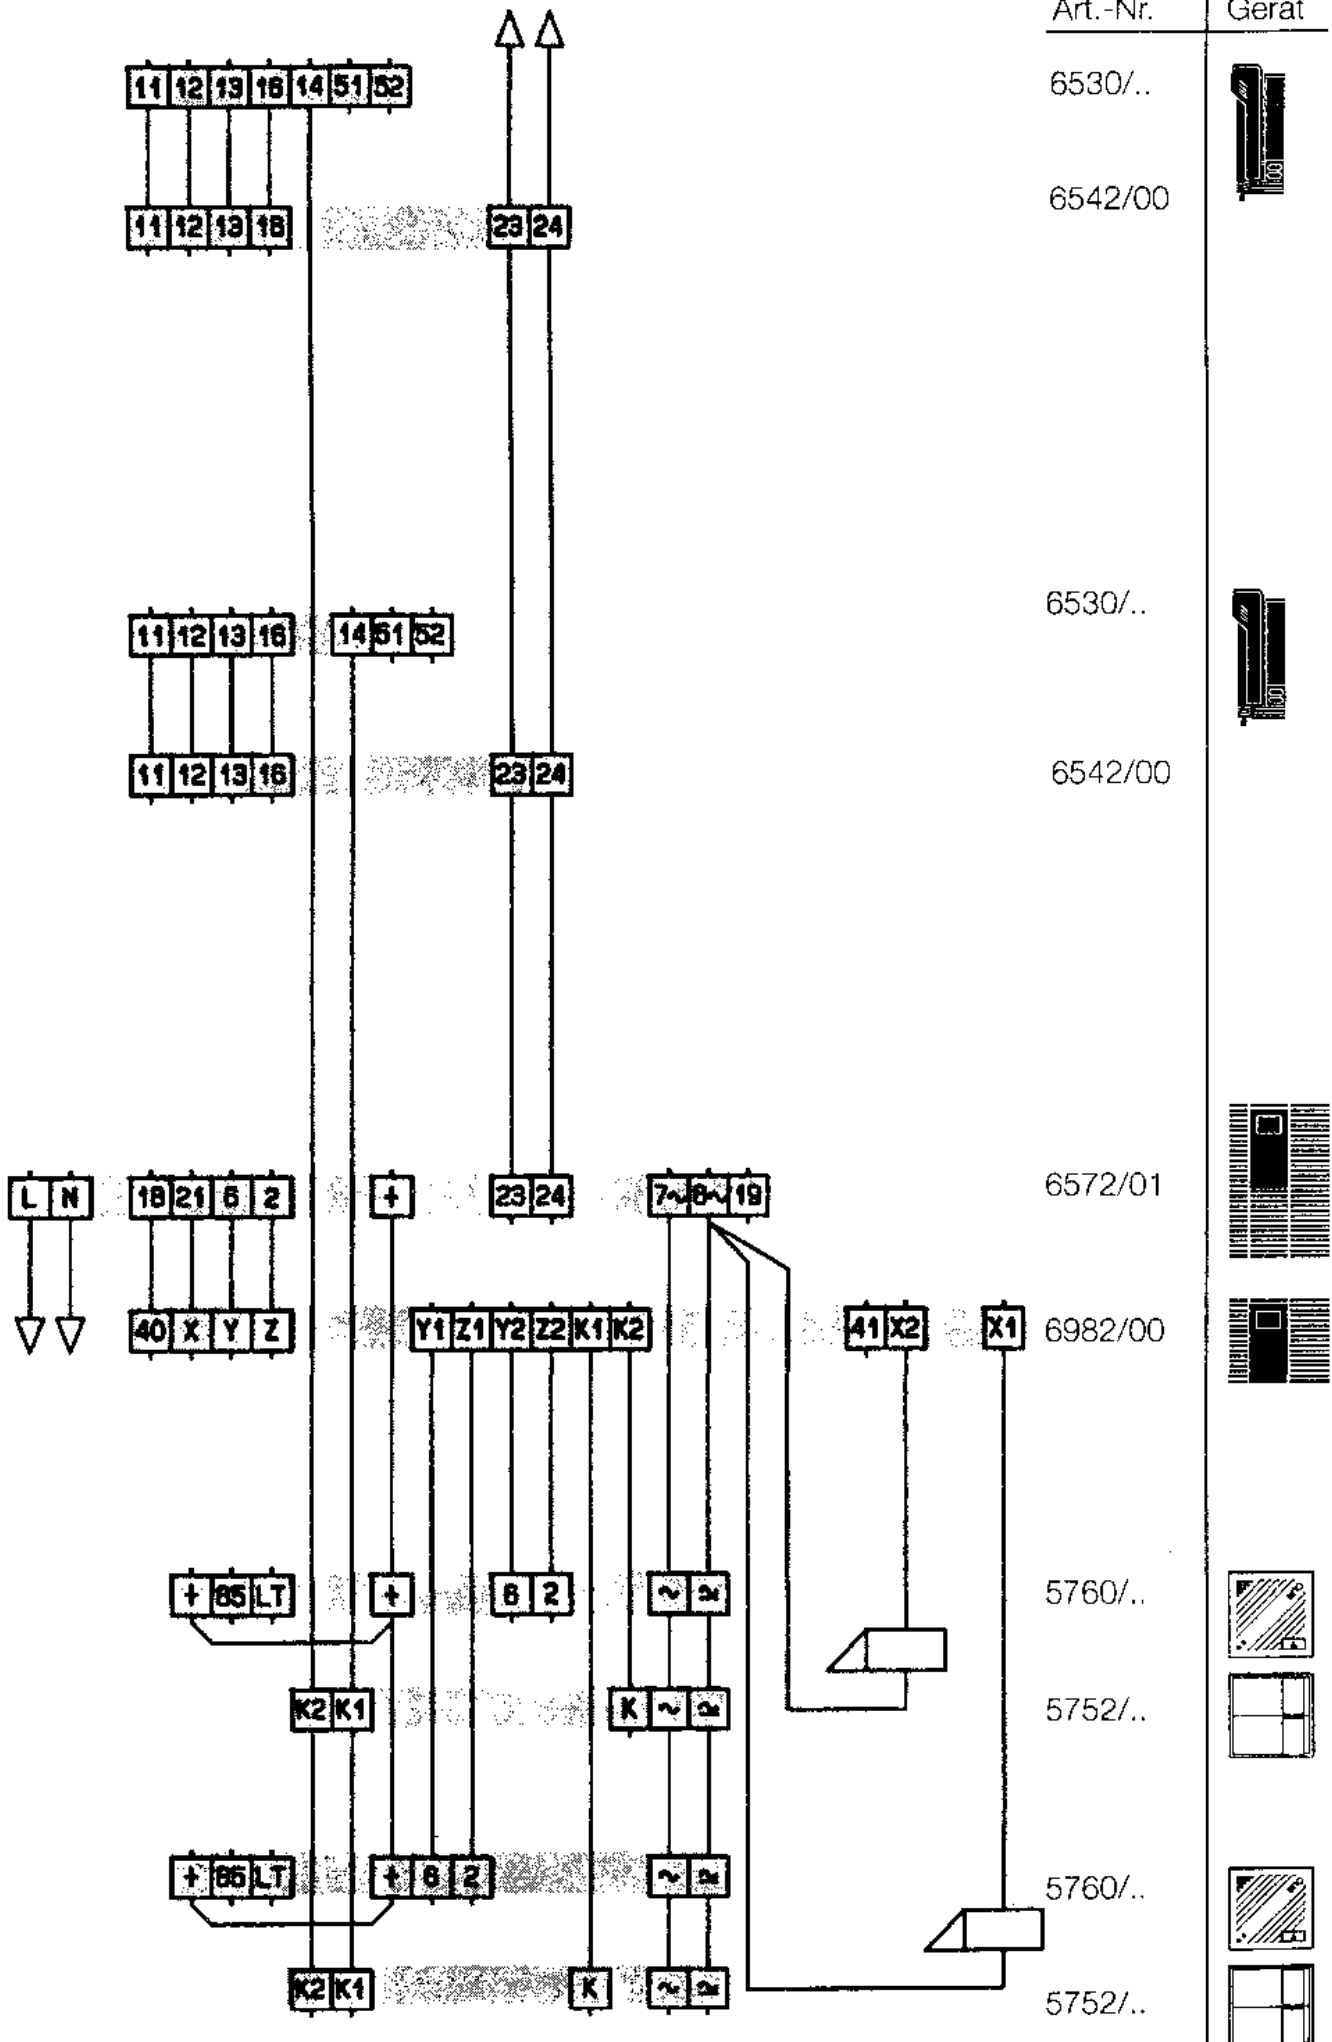 Art.-Nr. Gerät
11 12 13 16 14 51 52 6530/..
6542/00
11 12 13 16 23 24
6530/..
11 12 13 16 14 51 52
11 12 13 16 23 24 6542/00
L N 18 21 6 2 + 23 24 7~ 8~ 19 6572/01
40 X Y Z Y1 Z1 Y2 Z2 K1 K2 41 X2 X1 6982/00
+ 65 LT + 6 2 ~ ≃ 5760/..
K2 K1 K ~ ≃ 5752/..
+ 65 LT + 6 2 ~ ≃ 5760/..
K2 K1 K ~ ≃ 5752/..